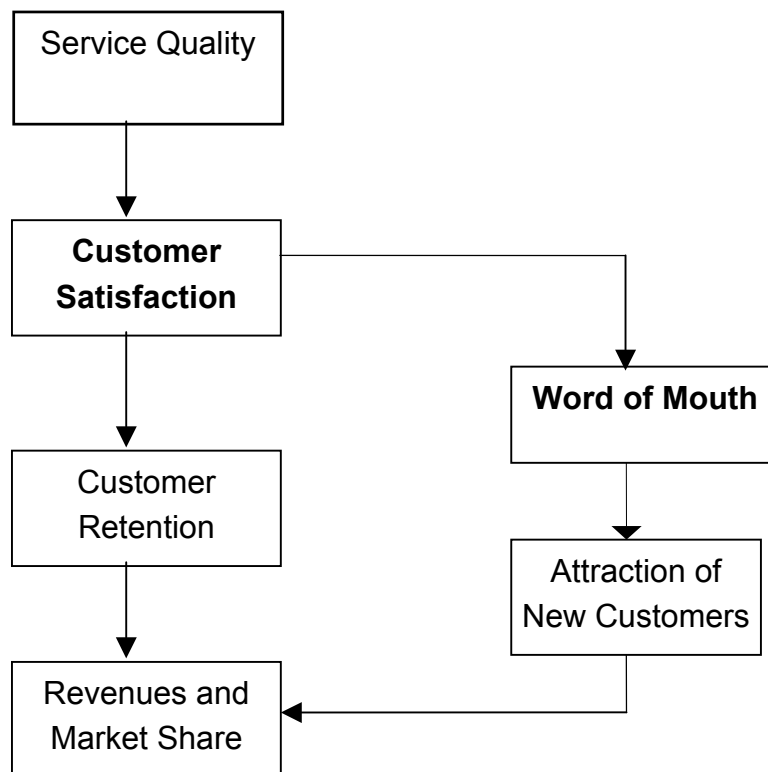 Service Quality
Customer
Satisfaction
Word of Mouth
Customer
Retention
Attraction of
New Customers
Revenues and
Market Share